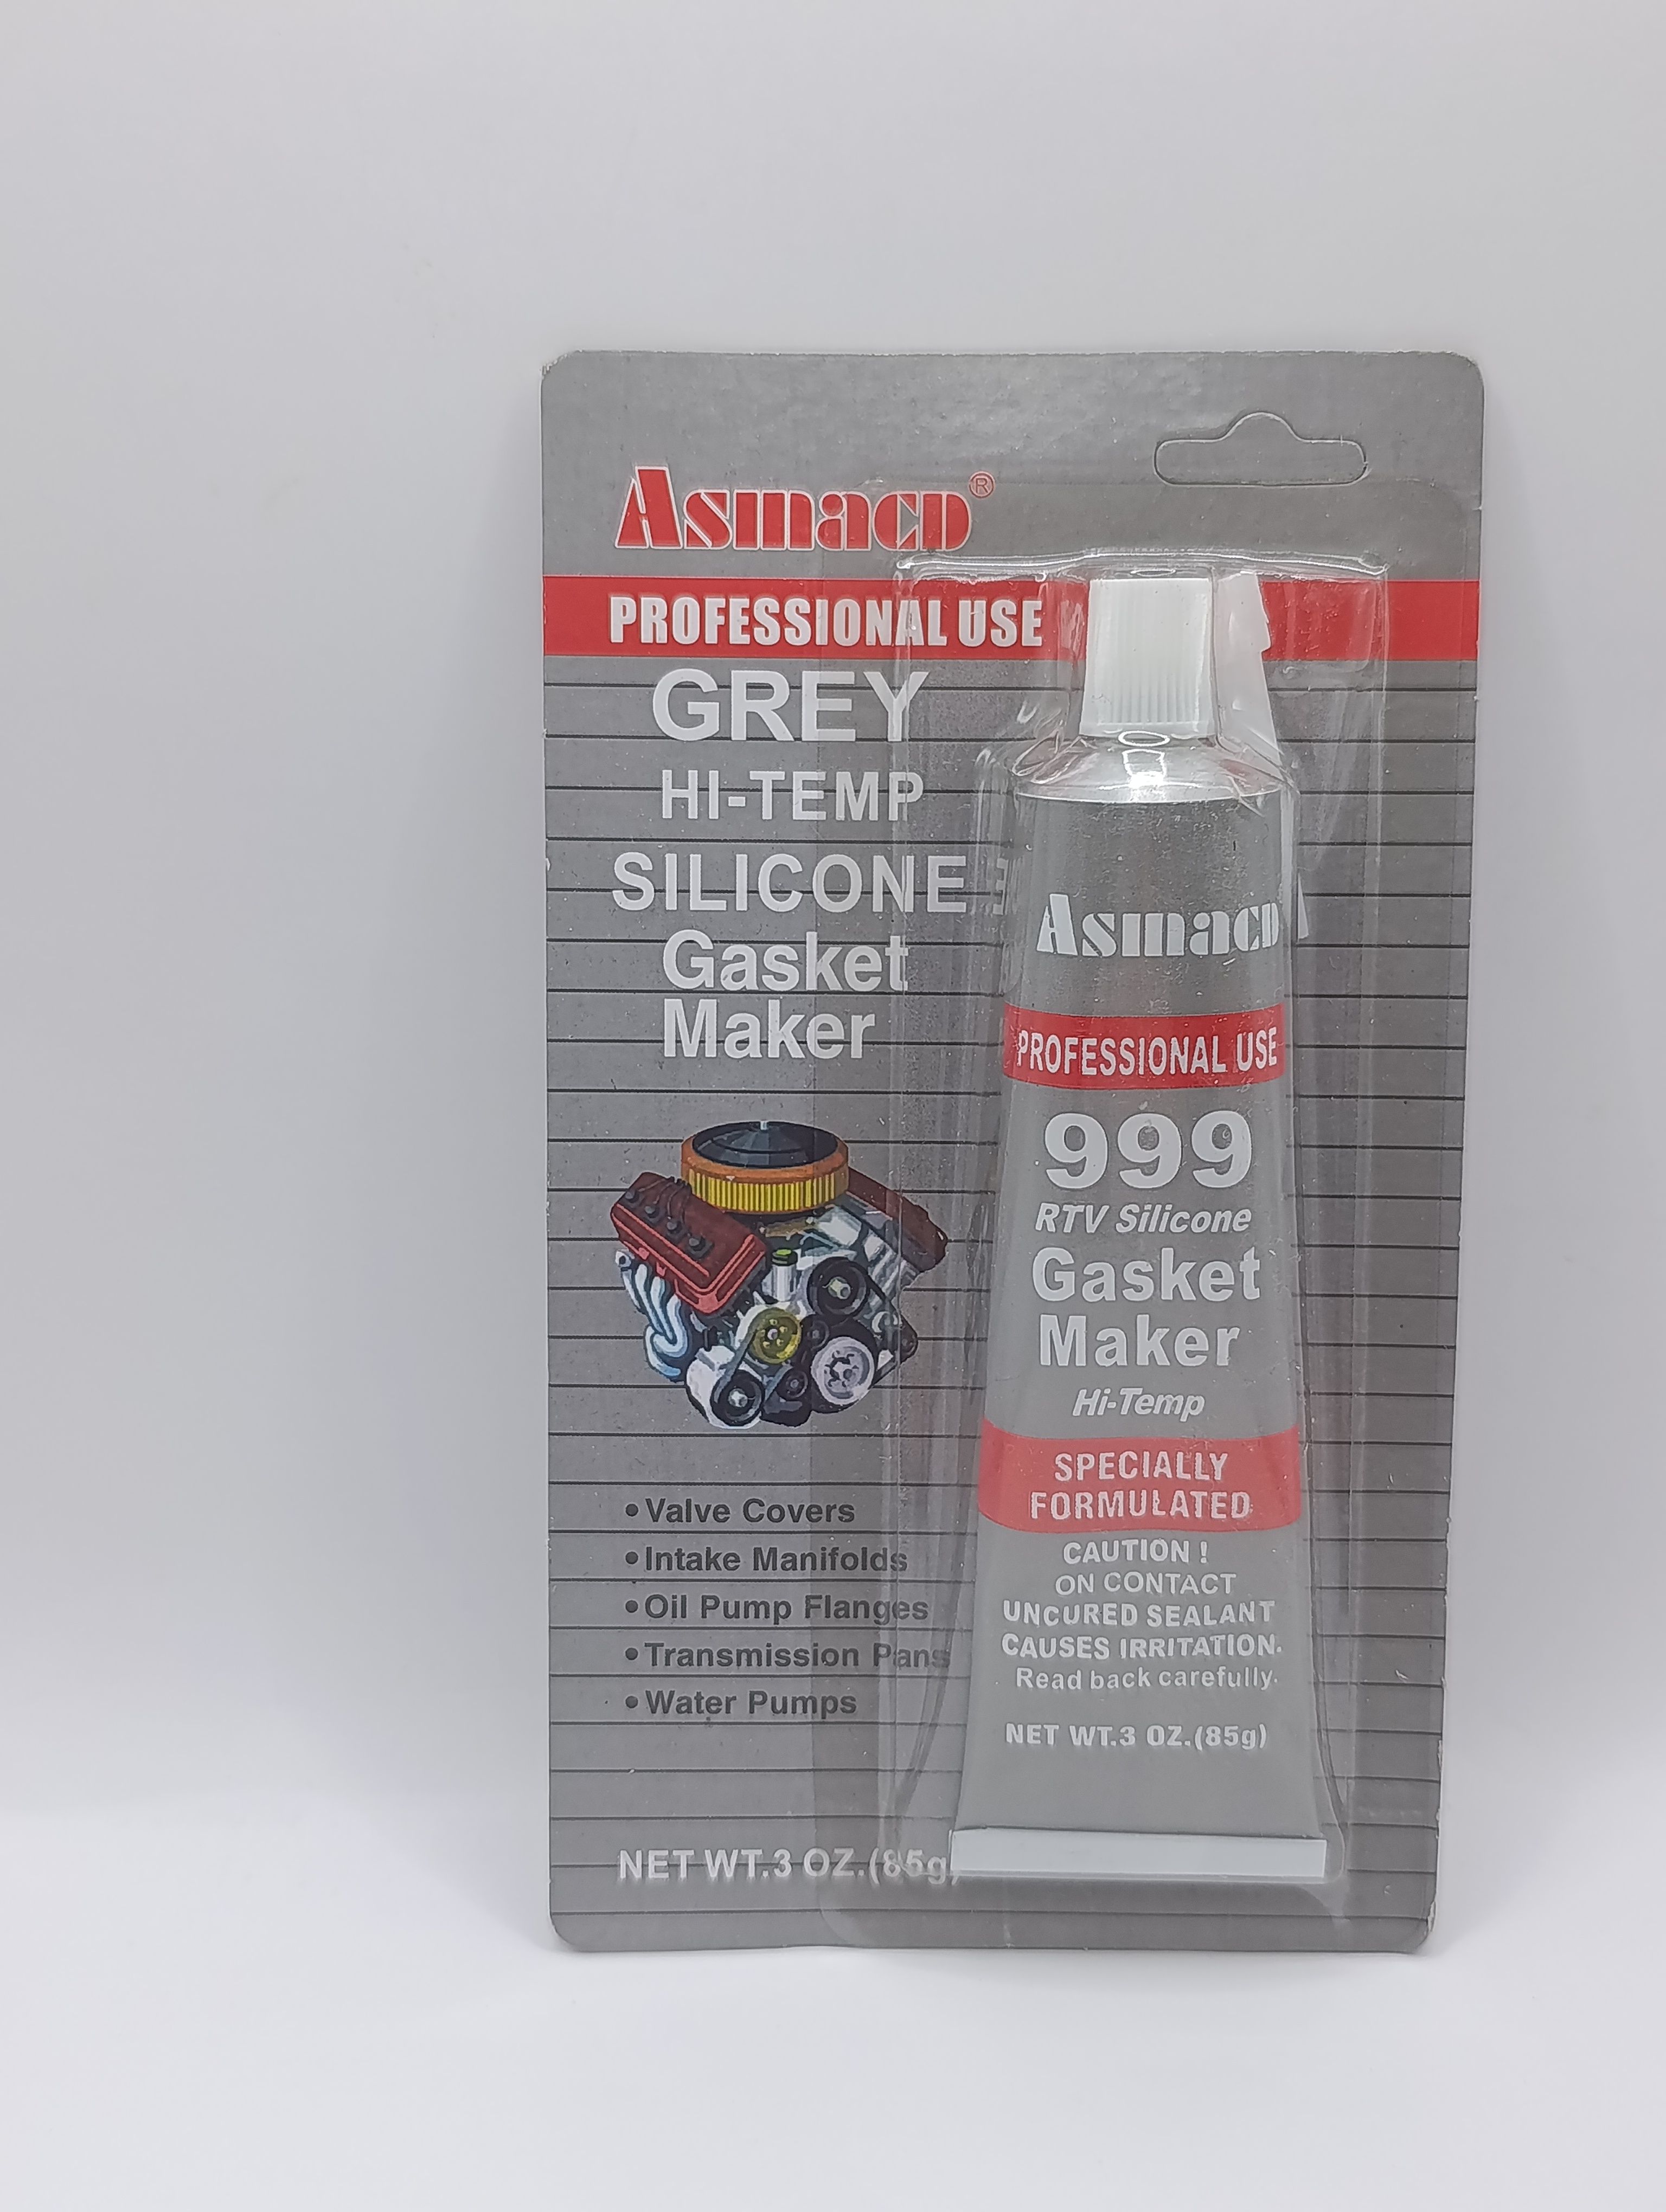 Asmaco®
PROFESSIONAL USE
GREY
HI-TEMP
SILICONE
Gasket
Maker
• Valve Covers
• Intake Manifolds
• Oil Pump Flanges
• Transmission Pans
• Water Pumps
NET WT.3 OZ.(85g)
Asmaco
PROFESSIONAL USE
999
RTV Silicone
Gasket
Maker
Hi-Temp
SPECIALLY
FORMULATED
CAUTION !
ON CONTACT
UNCURED SEALANT
CAUSES IRRITATION.
Read back carefully.
NET WT.3 OZ.(85g)